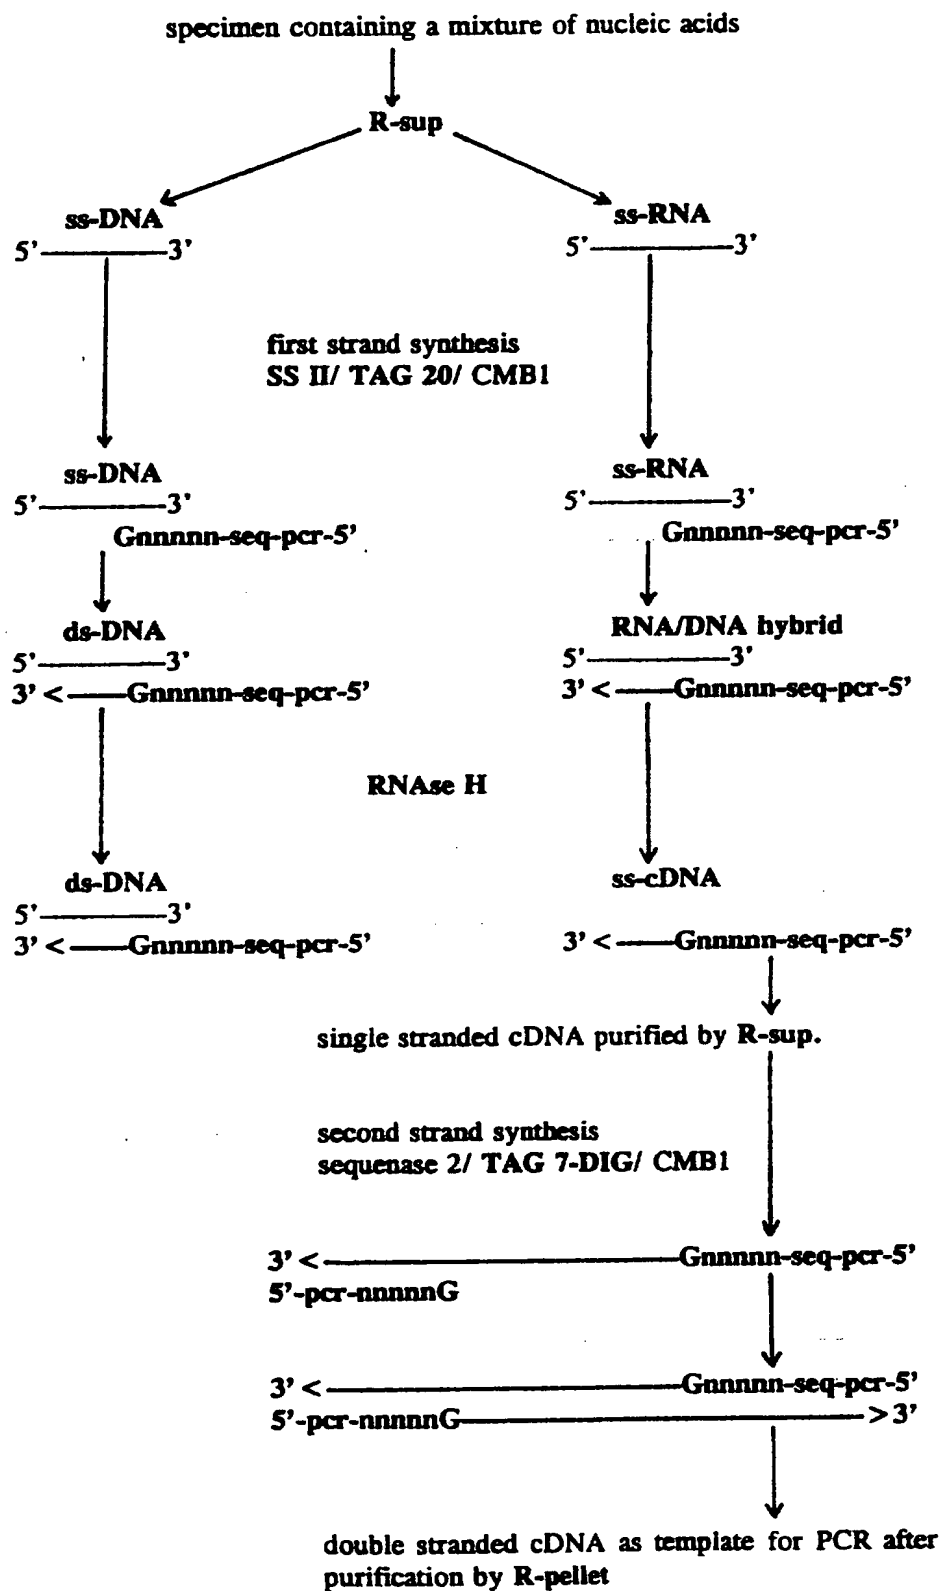 specimen containing a mixture of nucleic acids
R-sup
ss-DNA ss-RNA
5'3' 5'3'
first strand synthesis
SS II/ TAG 20/ CMB1
ss-DNA ss-RNA
5'3' 5'3'
Gnnnnn-seq-pcr-5' Gnnnnn-seq-pcr-5'
ds-DNA RNA/DNA hybrid
5'3' 5'3'
3' <Gnnnnn-seq-pcr-5' 3' <Gnnnnn-seq-pcr-5'
RNAse H
ds-DNA ss-cDNA
5'3'
3' <Gnnnnn-seq-pcr-5' 3' <Gnnnnn-seq-pcr-5'
single stranded cDNA purified by R-sup.
second strand synthesis
sequenase 2/ TAG 7-DIG/ CMB1
3' <Gnnnnn-seq-pcr-5'
5'-pcr-nnnnnG
3' <Gnnnnn-seq-pcr-5'
5'-pcr-nnnnnG> 3'
double stranded cDNA as template for PCR after
purification by R-pellet